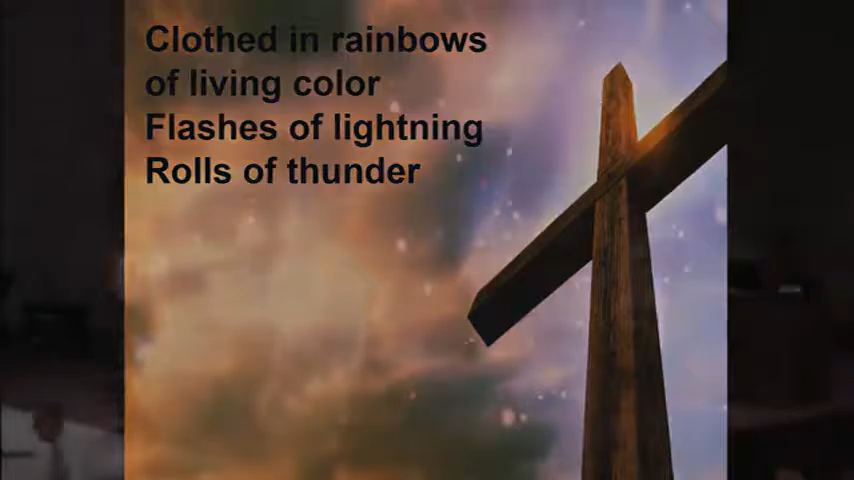 Clothed in rainbows
of living color
Flashes of lightning
Rolls of thunder